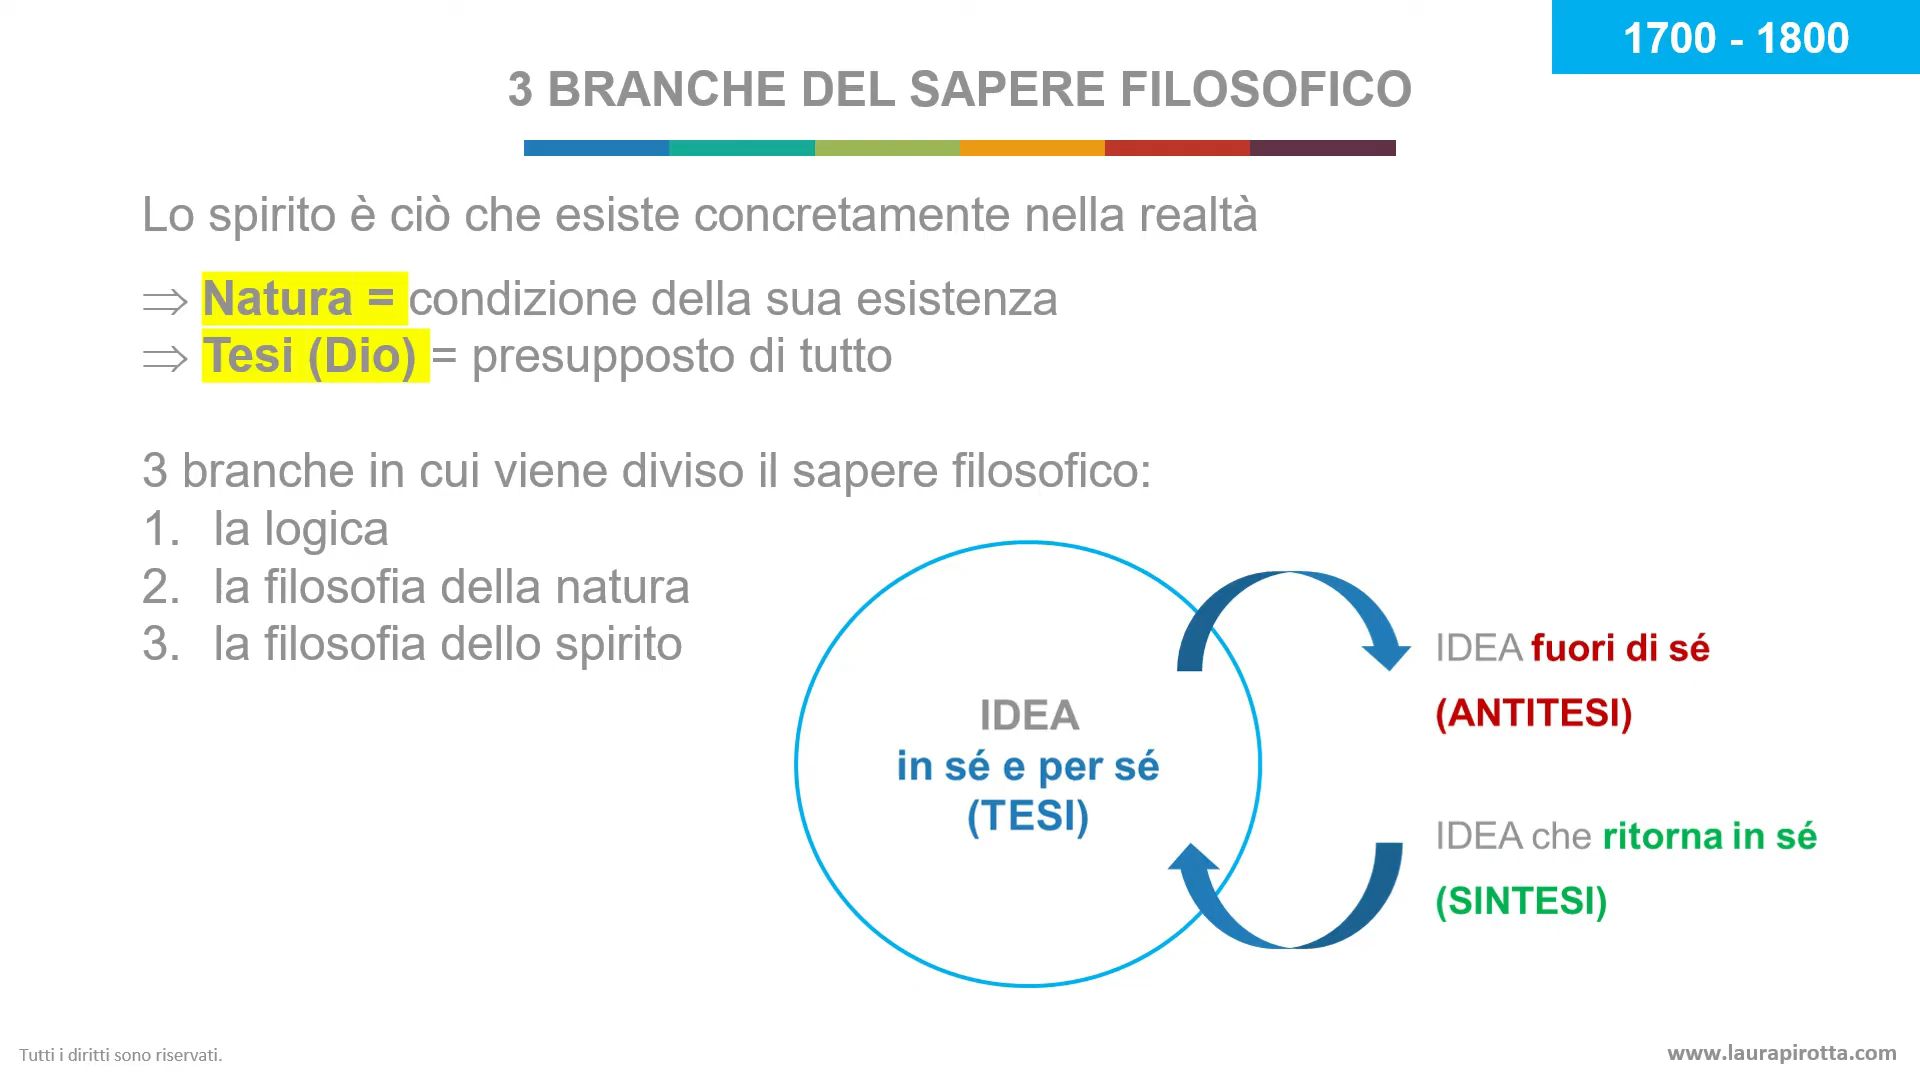 1700 - 1800
3 BRANCHE DEL SAPERE FILOSOFICO
Lo spirito è ciò che esiste concretamente nella realtà
⇒ Natura = condizione della sua esistenza
⇒ Tesi (Dio) = presupposto di tutto
3 branche in cui viene diviso il sapere filosofico:
1. la logica
2. la filosofia della natura
3. la filosofia dello spirito
IDEA
in sé e per sé
(TESI)
IDEA fuori di sé
(ANTITESI)
IDEA che ritorna in sé
(SINTESI)
Tutti i diritti sono riservati.
www.laurapirotta.com